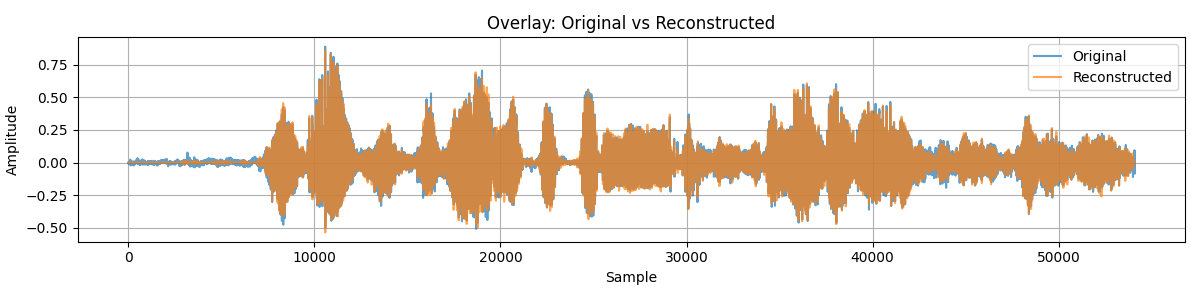 Overlay: Original vs Reconstructed
Original
Reconstructed
Amplitude
0.75
0.50
0.25
0.00
−0.25
−0.50
0 10000 20000 30000 40000 50000
Sample